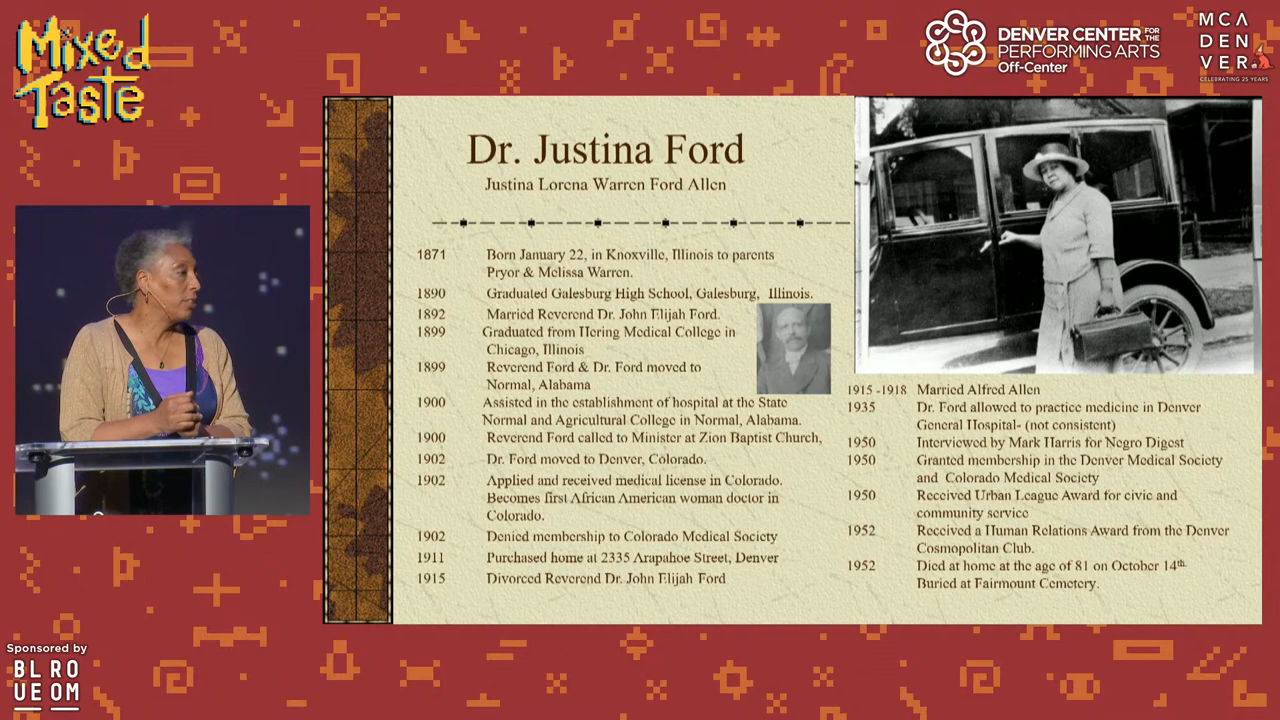 Mixed
Taste
DENVER CENTER FOR THE
PERFORMING ARTS
Off-Center
MCA
DEN
VER
CELEBRATING 25 YEARS
Dr. Justina Ford
Justina Lorena Warren Ford Allen
1871 Born January 22, in Knoxville, Illinois to parents
Pryor & Melissa Warren.
1890 Graduated Galesburg High School, Galesburg, Illinois.
1892 Married Reverend Dr. John Elijah Ford.
1899 Graduated from Hering Medical College in
Chicago, Illinois
1899 Reverend Ford & Dr. Ford moved to
Normal, Alabama
1900 Assisted in the establishment of hospital at the State
Normal and Agricultural College in Normal, Alabama.
1900 Reverend Ford called to Minister at Zion Baptist Church,
1902 Dr. Ford moved to Denver, Colorado.
1902 Applied and received medical license in Colorado.
Becomes first African American woman doctor in
Colorado.
1902 Denied membership to Colorado Medical Society
1911 Purchased home at 2335 Arapahoe Street, Denver
1915 Divorced Reverend Dr. John Elijah Ford
1915 -1918 Married Alfred Allen
1935 Dr. Ford allowed to practice medicine in Denver
General Hospital- (not consistent)
1950 Interviewed by Mark Harris for Negro Digest
1950 Granted membership in the Denver Medical Society
and Colorado Medical Society
1950 Received Urban League Award for civic and
community service
1952 Received a Human Relations Award from the Denver
Cosmopolitan Club.
1952 Died at home at the age of 81 on October 14th.
Buried at Fairmount Cemetery.
Sponsored by
BL RO
UE OM